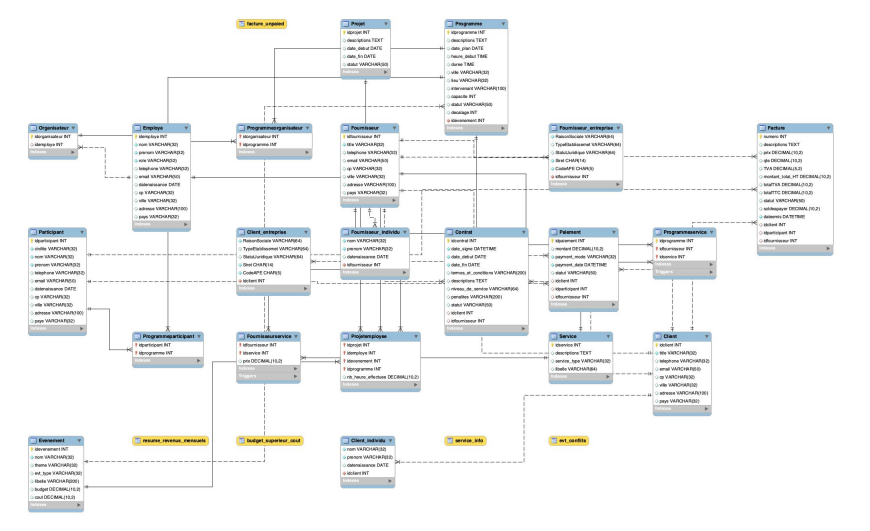 facture_unpaied
Projet
idprojet INT
descriptions TEXT
date_debut DATE
date_fin DATE
statut VARCHAR(50)
Indexes
Programme
idprogramme INT
descriptions TEXT
date_plan DATE
heure_debut TIME
duree TIME
ville VARCHAR(32)
lieu VARCHAR(32)
intervenant VARCHAR(100)
capacite INT
statut VARCHAR(50)
decalage INT
idevenement INT
Indexes
Organisateur
idorganisateur INT
idemploye INT
Indexes
Employe
idemploye INT
nom VARCHAR(32)
prenom VARCHAR(32)
role VARCHAR(32)
telephone VARCHAR(32)
email VARCHAR(50)
datenaissance DATE
cp VARCHAR(32)
ville VARCHAR(32)
adresse VARCHAR(100)
pays VARCHAR(32)
Indexes
Programmeorganisateur
idorganisateur INT
idprogramme INT
Indexes
Fournisseur
idfournisseur INT
title VARCHAR(32)
telephone VARCHAR(32)
email VARCHAR(50)
cp VARCHAR(32)
ville VARCHAR(32)
adresse VARCHAR(100)
pays VARCHAR(32)
Indexes
Fournisseur_entreprise
RaisonSociale VARCHAR(64)
TypeEtablissmet VARCHAR(64)
StatusJuridique VARCHAR(64)
Siret CHAR(14)
CodeAPE CHAR(5)
idfournisseur INT
Indexes
Facture
numero INT
descriptions TEXT
prix DECIMAL(10,2)
qte DECIMAL(10,2)
TVA DECIMAL(5,2)
montant_total_HT DECIMAL(10,2)
totalTVA DECIMAL(10,2)
totalTTC DECIMAL(10,2)
statut VARCHAR(50)
soldeapayer DECIMAL(10,2)
dateemis DATETIME
idclient INT
idparticipant INT
idfournisseur INT
Indexes
Participant
idparticipant INT
civilite VARCHAR(32)
nom VARCHAR(32)
prenom VARCHAR(32)
telephone VARCHAR(32)
email VARCHAR(50)
datenaissance DATE
cp VARCHAR(32)
ville VARCHAR(32)
adresse VARCHAR(100)
pays VARCHAR(32)
Indexes
Client_entreprise
RaisonSociale VARCHAR(64)
TypeEtablissmet VARCHAR(64)
StatusJuridique VARCHAR(64)
Siret CHAR(14)
CodeAPE CHAR(5)
idclient INT
Indexes
Fournisseur_individu
nom VARCHAR(32)
prenom VARCHAR(32)
datenaissance DATE
idfournisseur INT
Indexes
Contrat
idcontrat INT
date_signe DATETIME
date_debut DATE
date_fin DATE
termes_et_conditions VARCHAR(200)
descriptions TEXT
niveau_de_service VARCHAR(64)
penalites VARCHAR(200)
statut VARCHAR(50)
idclient INT
idfournisseur INT
Indexes
Paiement
idpaiement INT
montant DECIMAL(10,2)
payment_mode VARCHAR(32)
payment_date DATETIME
statut VARCHAR(50)
idclient INT
idparticipant INT
idfournisseur INT
Indexes
Programmeservice
idprogramme INT
idfournisseur INT
idservice INT
Indexes
Triggers
Programmeparticipant
idparticipant INT
idprogramme INT
Indexes
Fournisseurservice
idfournisseur INT
idservice INT
prix DECIMAL(10,2)
Indexes
Triggers
Projetemployee
idprojet INT
idemploye INT
idevenement INT
idprogramme INT
nb_heure_effectuee DECIMAL(10,2)
Indexes
Service
idservice INT
descriptions TEXT
service_type VARCHAR(32)
libelle VARCHAR(64)
Indexes
Client
idclient INT
title VARCHAR(32)
telephone VARCHAR(32)
email VARCHAR(50)
cp VARCHAR(32)
ville VARCHAR(32)
adresse VARCHAR(100)
pays VARCHAR(32)
Indexes
Evenement
idevenement INT
nom VARCHAR(32)
theme VARCHAR(32)
evt_type VARCHAR(32)
libelle VARCHAR(200)
budget DECIMAL(10,2)
cout DECIMAL(10,2)
Indexes
resume_revenus_mensuels
budget_superieur_cout
Client_individu
nom VARCHAR(32)
prenom VARCHAR(32)
datenaissance DATE
idclient INT
Indexes
service_info
evt_conflits